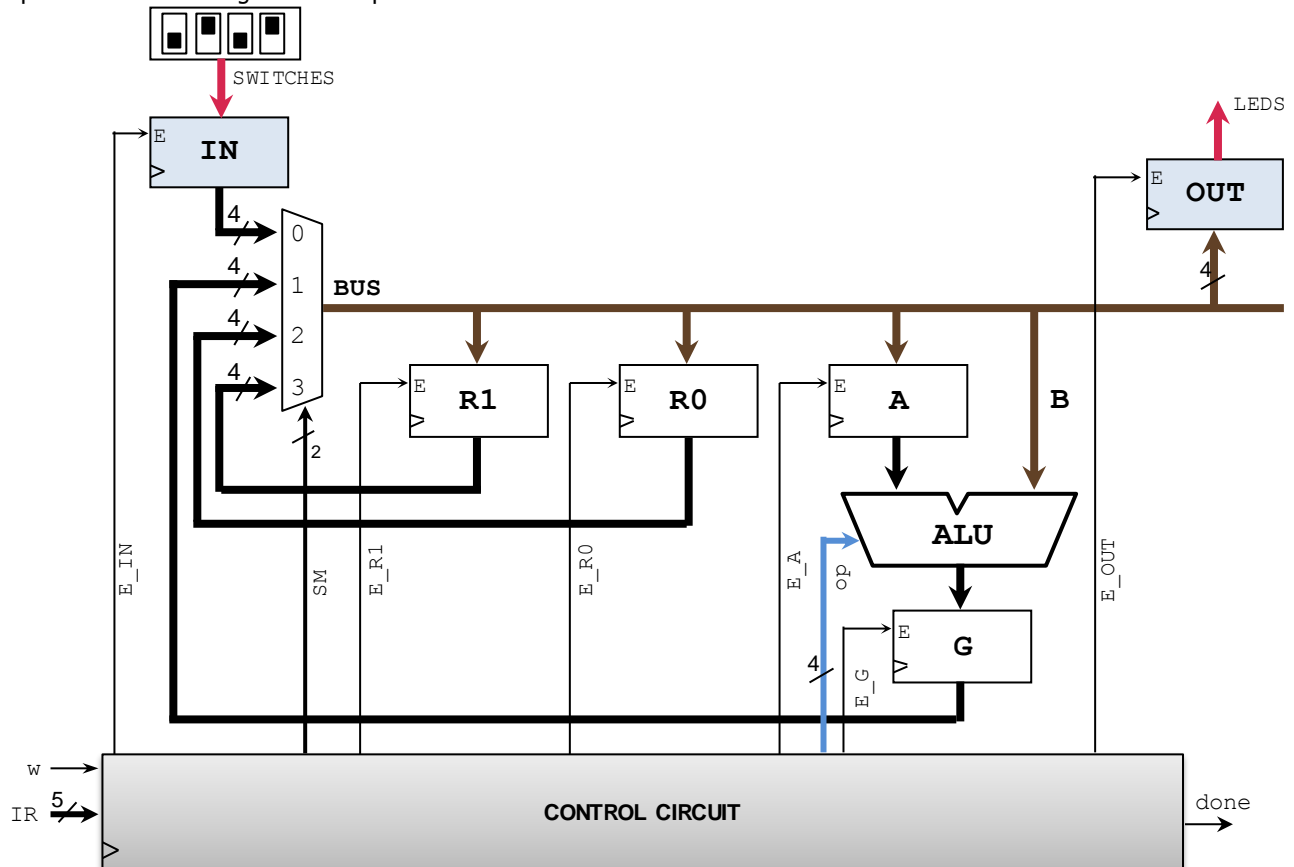 SWITCHES
LEDS
E
IN
E
OUT
4
0
4
1
BUS
4
4
2
4
3
E
R1
E
R0
E
A
B
2
ALU
E_IN
SM
E_R1
E_R0
E_A
op
E_OUT
E
G
4
E_G
w
IR
5
CONTROL CIRCUIT
done